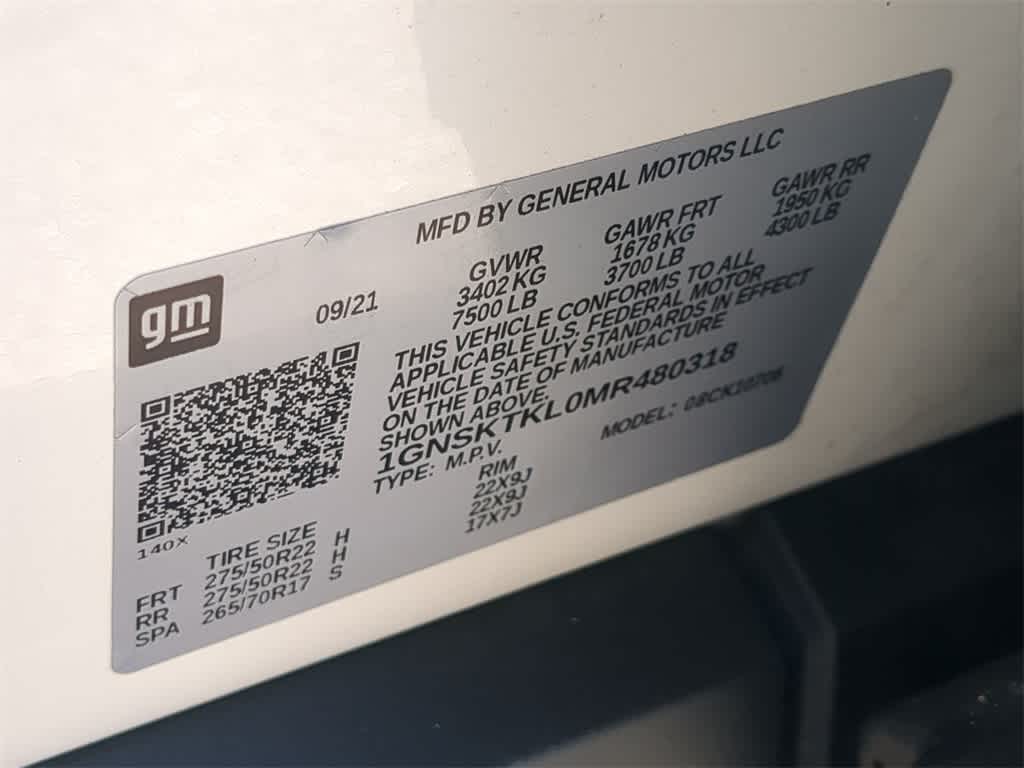 MFD BY GENERAL MOTORS LLC
gm
09/21
GVWR GAWR FRT GAWR RR
3402 KG 1678 KG 1950 KG
7500 LB 3700 LB 4300 LB
THIS VEHICLE CONFORMS TO ALL
APPLICABLE U.S. FEDERAL MOTOR
VEHICLE SAFETY STANDARDS IN EFFECT
ON THE DATE OF MANUFACTURE
SHOWN ABOVE.
1GNSKTKL0MR480318
TYPE: M.P.V. MODEL:
140X
TIRE SIZE RIM
FRT 275/50R22 H 22X9J
RR 275/50R22 H 22X9J
SPA 265/70R17 S 17X7J